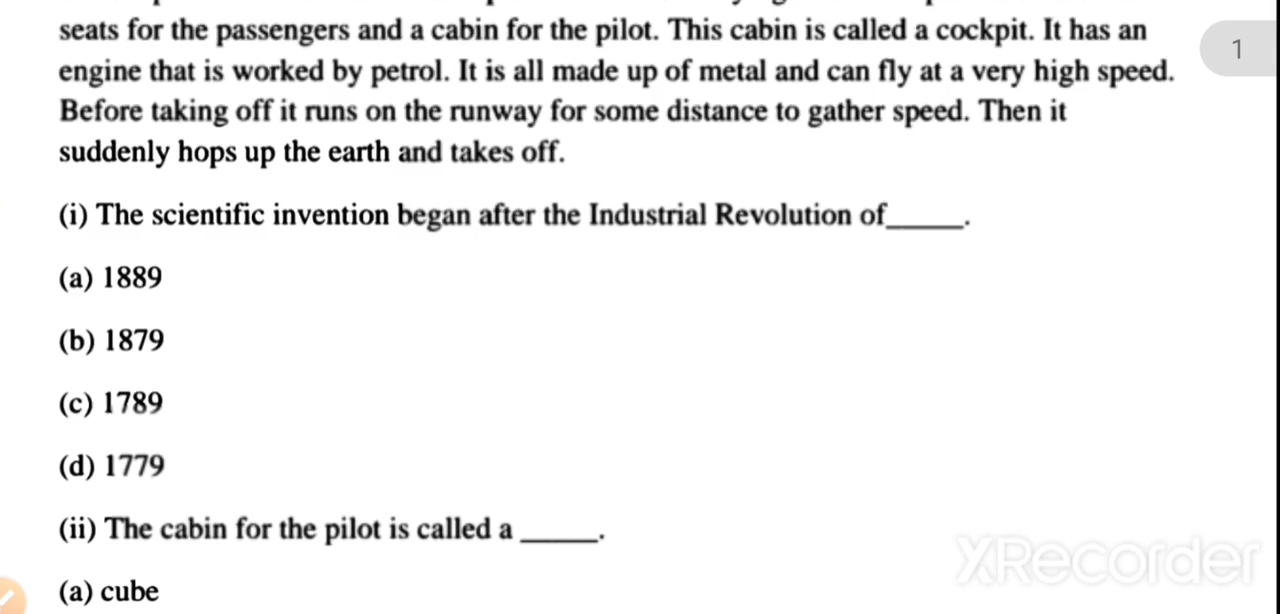 seats for the passengers and a cabin for the pilot. This cabin is called a cockpit. It has an
engine that is worked by petrol. It is all made up of metal and can fly at a very high speed.
Before taking off it runs on the runway for some distance to gather speed. Then it
suddenly hops up the earth and takes off.
1
(i) The scientific invention began after the Industrial Revolution of_____.
(a) 1889
(b) 1879
(c) 1789
(d) 1779
(ii) The cabin for the pilot is called a _____.
(a) cube
XRecorder